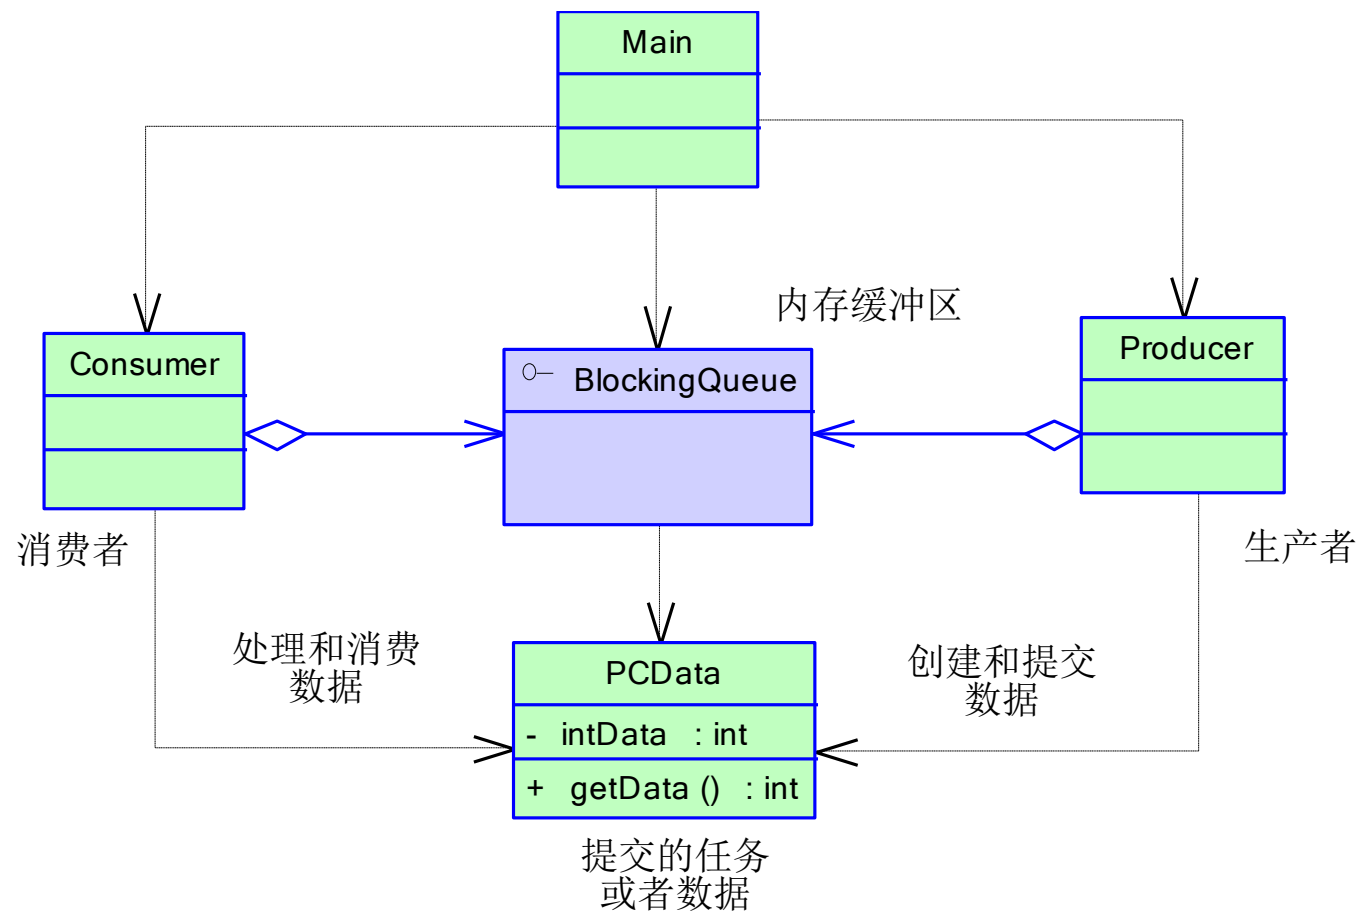 Main
内存缓冲区
Consumer
BlockingQueue
Producer
消费者
生产者
处理和消费
数据
创建和提交
数据
PCData
- intData : int
+ getData () : int
提交的任务
或者数据